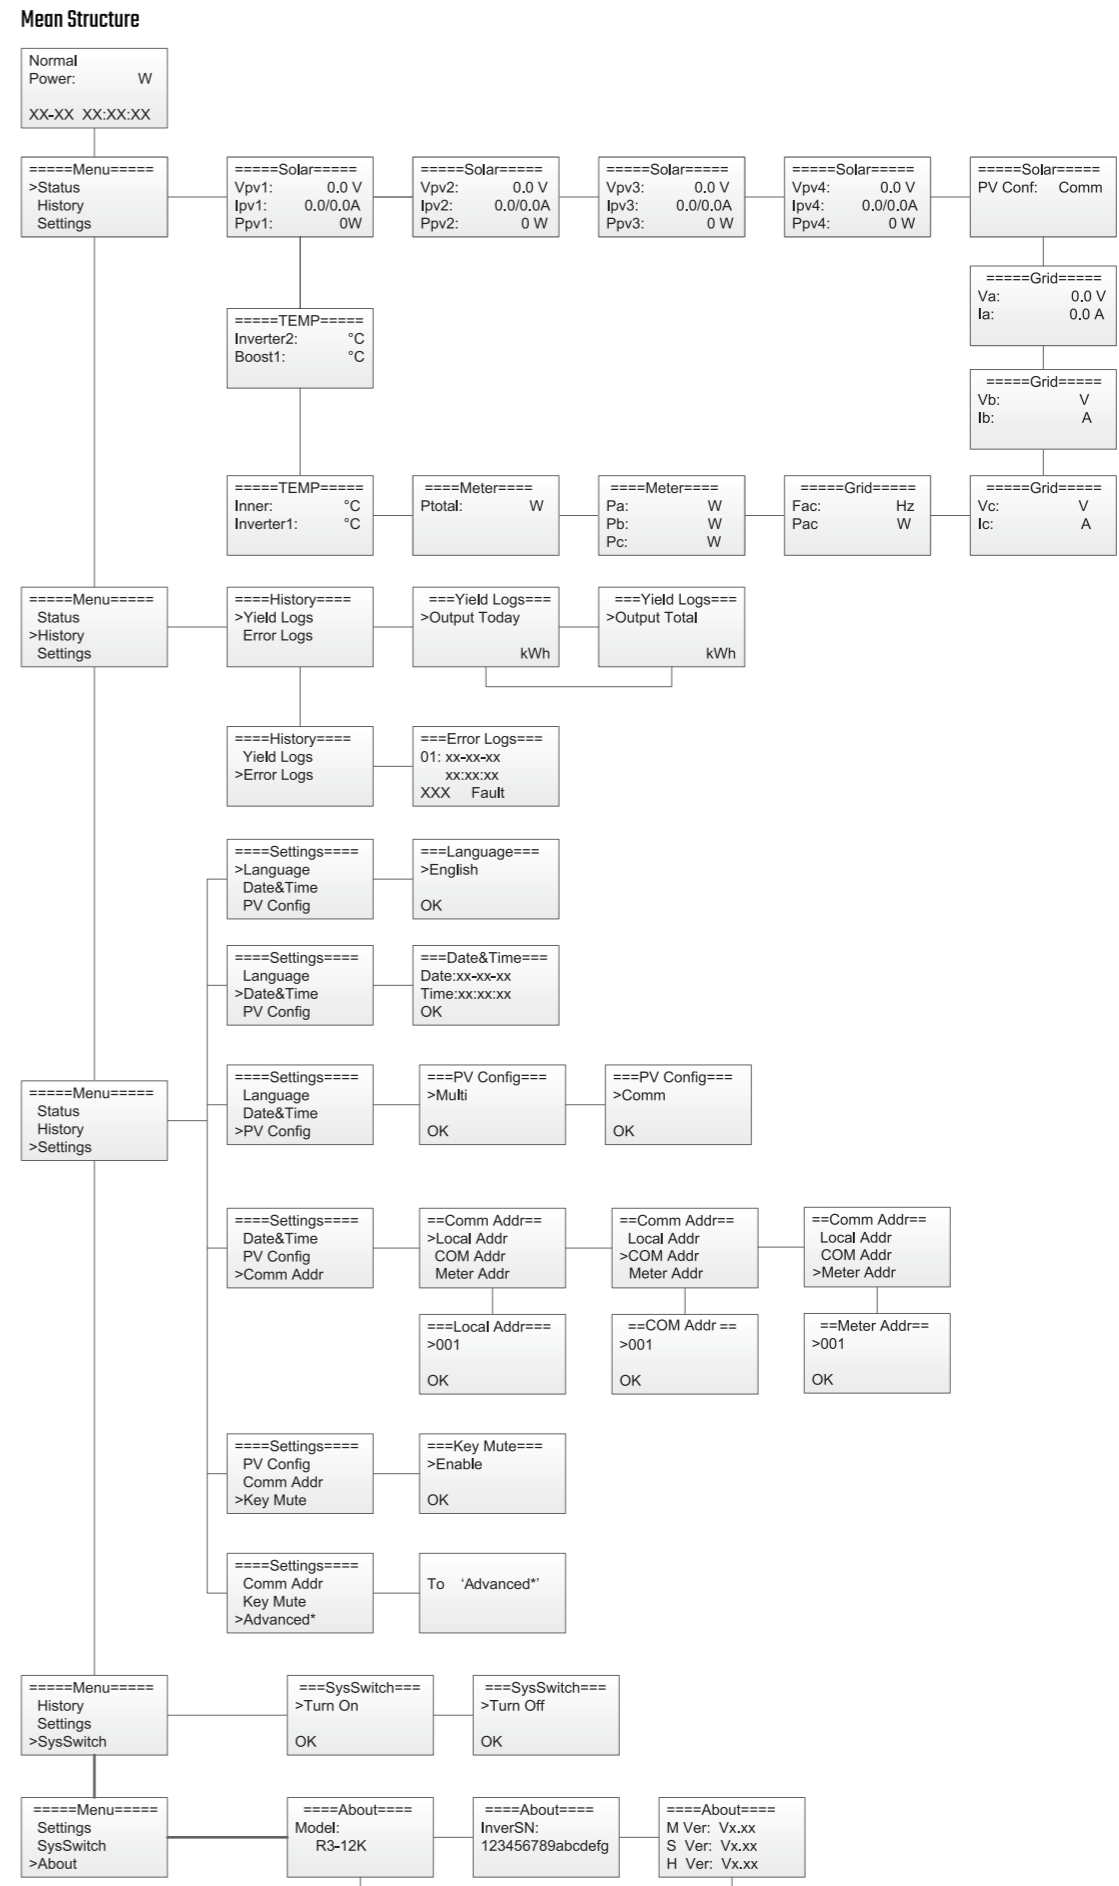 Mean Structure
Normal
Power: W
XX-XX XX:XX:XX
=====Menu=====
>Status
History
Settings
=====Solar=====
Vpv1: 0.0 V
Ipv1: 0.0/0.0A
Ppv1: 0W
=====Solar=====
Vpv2: 0.0 V
Ipv2: 0.0/0.0A
Ppv2: 0 W
=====Solar=====
Vpv3: 0.0 V
Ipv3: 0.0/0.0A
Ppv3: 0 W
=====Solar=====
Vpv4: 0.0 V
Ipv4: 0.0/0.0A
Ppv4: 0 W
=====Solar=====
PV Conf: Comm
=====Grid=====
Va: 0.0 V
Ia: 0.0 A
=====TEMP=====
Inverter2: °C
Boost1: °C
=====Grid=====
Vb: V
Ib: A
=====TEMP=====
Inner: °C
Inverter1: °C
====Meter====
Ptotal: W
====Meter====
Pa: W
Pb: W
Pc: W
=====Grid=====
Fac: Hz
Pac W
=====Grid=====
Vc: V
Ic: A
=====Menu=====
Status
>History
Settings
====History====
>Yield Logs
Error Logs
===Yield Logs===
>Output Today
kWh
===Yield Logs===
>Output Total
kWh
====History====
Yield Logs
>Error Logs
===Error Logs===
01: xx-xx-xx
xx:xx:xx
XXX Fault
====Settings====
>Language
Date&Time
PV Config
===Language===
>English
OK
====Settings====
Language
>Date&Time
PV Config
===Date&Time===
Date:xx-xx-xx
Time:xx:xx:xx
OK
=====Menu=====
Status
History
>Settings
====Settings====
Language
Date&Time
>PV Config
===PV Config===
>Multi
OK
===PV Config===
>Comm
OK
====Settings====
Date&Time
PV Config
>Comm Addr
==Comm Addr==
>Local Addr
COM Addr
Meter Addr
==Comm Addr==
Local Addr
>COM Addr
Meter Addr
==Comm Addr==
Local Addr
COM Addr
>Meter Addr
===Local Addr===
>001
OK
==COM Addr ==
>001
OK
==Meter Addr==
>001
OK
====Settings====
PV Config
Comm Addr
>Key Mute
===Key Mute===
>Enable
OK
====Settings====
Comm Addr
Key Mute
>Advanced*
To ‘Advanced*’
=====Menu=====
History
Settings
>SysSwitch
===SysSwitch===
>Turn On
OK
===SysSwitch===
>Turn Off
OK
=====Menu=====
Settings
SysSwitch
>About
====About====
Model:
R3-12K
====About====
InverSN:
123456789abcdefg
====About====
M Ver: Vx.xx
S Ver: Vx.xx
H Ver: Vx.xx